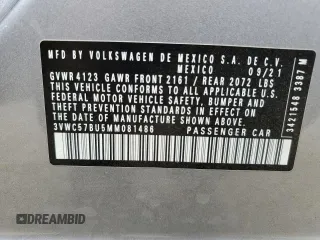 MFD BY VOLKSWAGEN DE MEXICO S.A. DE C.V.
MEXICO 09/21
GVWR 4123 GAWR FRONT 2161 / REAR 2072 LBS
THIS VEHICLE CONFORMS TO ALL APPLICABLE
FEDERAL MOTOR VEHICLE SAFETY, BUMPER AND
THEFT PREVENTION STANDARDS IN EFFECT ON
THE DATE OF MANUFACTURE SHOWN ABOVE.
3VWC57BU5MM081486
PASSENGER CAR
3421548 3387 M
DREAMBID